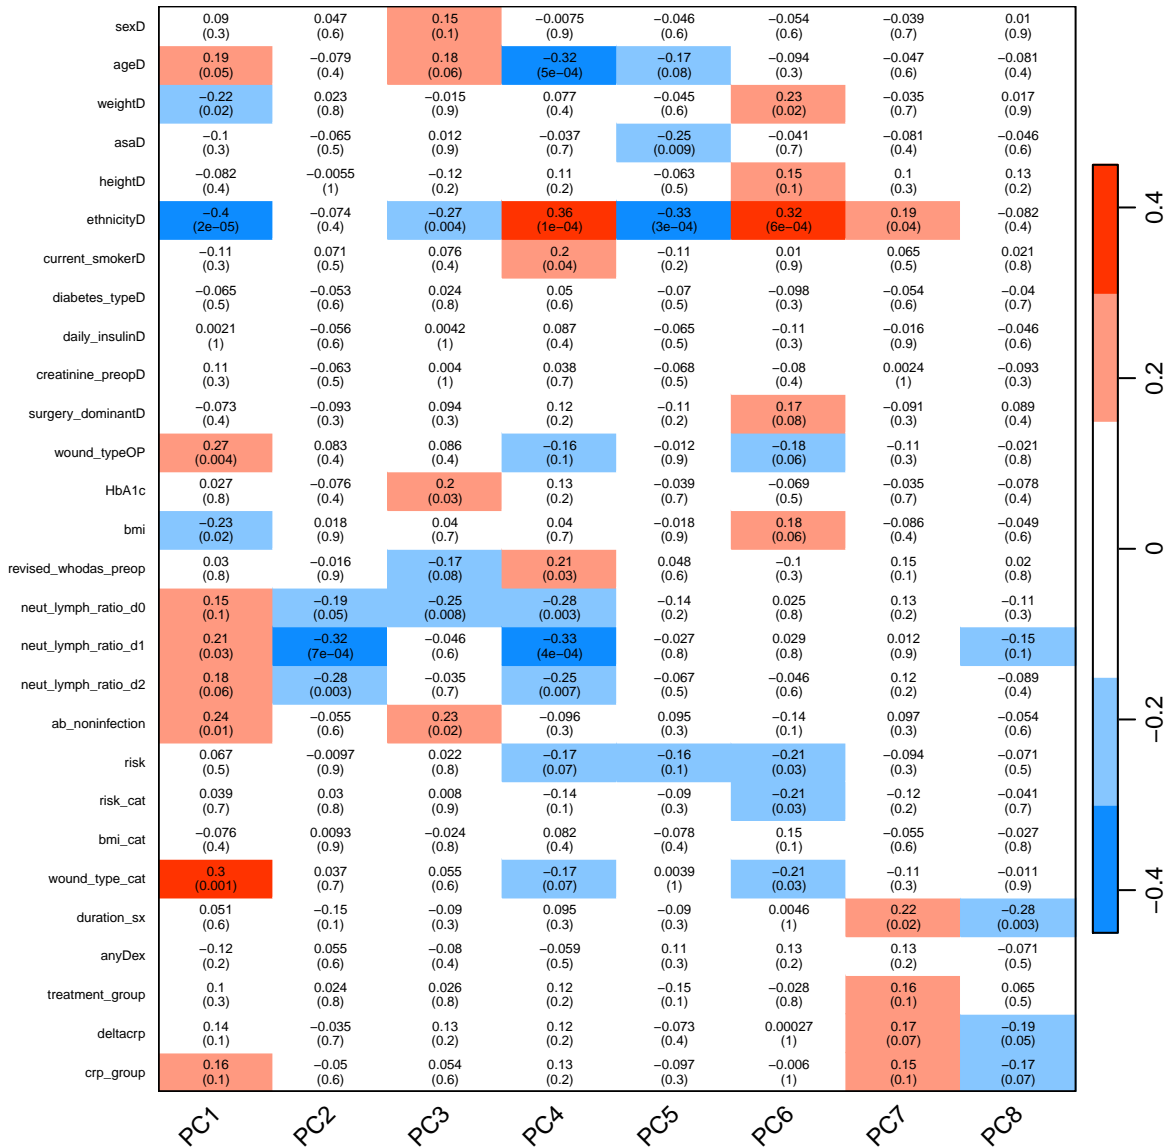 sexD 0.09 0.047 0.15 −0.0075 −0.046 −0.054 −0.039 0.01
(0.3) (0.6) (0.1) (0.9) (0.6) (0.6) (0.7) (0.9)
ageD 0.19 −0.079 0.18 −0.32 −0.17 −0.094 −0.047 −0.081
(0.05) (0.4) (0.06) (5e−04) (0.08) (0.3) (0.6) (0.4)
weightD −0.22 0.023 −0.015 0.077 −0.045 0.23 −0.035 0.017
(0.02) (0.8) (0.9) (0.4) (0.6) (0.02) (0.7) (0.9)
asaD −0.1 −0.065 0.012 −0.037 −0.25 −0.041 −0.081 −0.046
(0.3) (0.5) (0.9) (0.7) (0.009) (0.7) (0.4) (0.6)
heightD −0.082 −0.0055 −0.12 0.11 −0.063 0.15 0.1 0.13
(0.4) (1) (0.2) (0.2) (0.5) (0.1) (0.3) (0.2)
ethnicityD −0.4 −0.074 −0.27 0.36 −0.33 0.32 0.19 −0.082
(2e−05) (0.4) (0.004) (1e−04) (3e−04) (6e−04) (0.04) (0.4)
current_smokerD −0.11 0.071 0.076 0.2 −0.11 0.01 0.065 0.021
(0.3) (0.5) (0.4) (0.04) (0.2) (0.9) (0.5) (0.8)
diabetes_typeD −0.065 −0.053 0.024 0.05 −0.07 −0.098 −0.054 −0.04
(0.5) (0.6) (0.8) (0.6) (0.5) (0.3) (0.6) (0.7)
daily_insulinD 0.0021 −0.056 0.0042 0.087 −0.065 −0.11 −0.016 −0.046
(1) (0.6) (1) (0.4) (0.5) (0.3) (0.9) (0.6)
creatinine_preopD 0.11 −0.063 0.004 0.038 −0.068 −0.08 0.0024 −0.093
(0.3) (0.5) (1) (0.7) (0.5) (0.4) (1) (0.3)
surgery_dominantD −0.073 −0.093 0.094 0.12 −0.11 0.17 −0.091 0.089
(0.4) (0.3) (0.3) (0.2) (0.2) (0.08) (0.3) (0.4)
wound_typeOP 0.27 0.083 0.086 −0.16 −0.012 −0.18 −0.11 −0.021
(0.004) (0.4) (0.4) (0.1) (0.9) (0.06) (0.3) (0.8)
HbA1c 0.027 −0.076 0.2 0.13 −0.039 −0.069 −0.035 −0.078
(0.8) (0.4) (0.03) (0.2) (0.7) (0.5) (0.7) (0.4)
bmi −0.23 0.018 0.04 0.04 −0.018 0.18 −0.086 −0.049
(0.02) (0.9) (0.7) (0.7) (0.9) (0.06) (0.4) (0.6)
revised_whodas_preop 0.03 −0.016 −0.17 0.21 0.048 −0.1 0.15 0.02
(0.8) (0.9) (0.08) (0.03) (0.6) (0.3) (0.1) (0.8)
neut_lymph_ratio_d0 0.15 −0.19 −0.25 −0.28 −0.14 0.025 0.13 −0.11
(0.1) (0.05) (0.008) (0.003) (0.2) (0.8) (0.2) (0.3)
neut_lymph_ratio_d1 0.21 −0.32 −0.046 −0.33 −0.027 0.029 0.012 −0.15
(0.03) (7e−04) (0.6) (4e−04) (0.8) (0.8) (0.9) (0.1)
neut_lymph_ratio_d2 0.18 −0.28 −0.035 −0.25 −0.067 −0.046 0.12 −0.089
(0.06) (0.003) (0.7) (0.007) (0.5) (0.6) (0.2) (0.4)
ab_noninfection 0.24 −0.055 0.23 −0.096 0.095 −0.14 0.097 −0.054
(0.01) (0.6) (0.02) (0.3) (0.3) (0.1) (0.3) (0.6)
risk 0.067 −0.0097 0.022 −0.17 −0.16 −0.21 −0.094 −0.071
(0.5) (0.9) (0.8) (0.07) (0.1) (0.03) (0.3) (0.5)
risk_cat 0.039 0.03 0.008 −0.14 −0.09 −0.21 −0.12 −0.041
(0.7) (0.8) (0.9) (0.1) (0.3) (0.03) (0.2) (0.7)
bmi_cat −0.076 0.0093 −0.024 0.082 −0.078 0.15 −0.055 −0.027
(0.4) (0.9) (0.8) (0.4) (0.4) (0.1) (0.6) (0.8)
wound_type_cat 0.3 0.037 0.055 −0.17 0.0039 −0.21 −0.11 −0.011
(0.001) (0.7) (0.6) (0.07) (1) (0.03) (0.3) (0.9)
duration_sx 0.051 −0.15 −0.09 0.095 −0.09 0.0046 0.22 −0.28
(0.6) (0.1) (0.3) (0.3) (0.3) (1) (0.02) (0.003)
anyDex −0.12 0.055 −0.08 −0.059 0.11 0.13 0.13 −0.071
(0.2) (0.6) (0.4) (0.5) (0.3) (0.2) (0.2) (0.5)
treatment_group 0.1 0.024 0.026 0.12 −0.15 −0.028 0.16 0.065
(0.3) (0.8) (0.8) (0.2) (0.1) (0.8) (0.1) (0.5)
deltacrp 0.14 −0.035 0.13 0.12 −0.073 0.00027 0.17 −0.19
(0.1) (0.7) (0.2) (0.2) (0.4) (1) (0.07) (0.05)
crp_group 0.16 −0.05 0.054 0.13 −0.097 −0.006 0.15 −0.17
(0.1) (0.6) (0.6) (0.2) (0.3) (1) (0.1) (0.07)
PC1 PC2 PC3 PC4 PC5 PC6 PC7 PC8
0.4
0.2
0
−0.2
−0.4